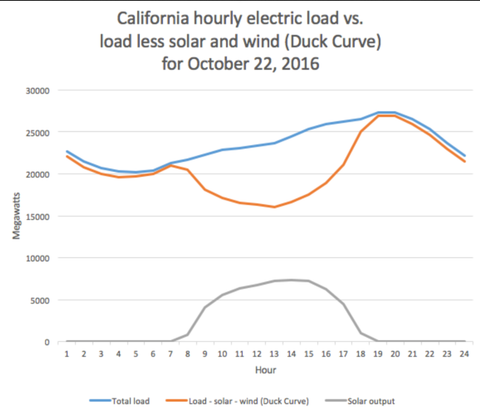 California hourly electric load vs.
load less solar and wind (Duck Curve)
for October 22, 2016
30000
25000
20000
15000
10000
5000
0
Megawatts
1 2 3 4 5 6 7 8 9 10 11 12 13 14 15 16 17 18 19 20 21 22 23 24
Hour
Total load Load - solar - wind (Duck Curve) Solar output